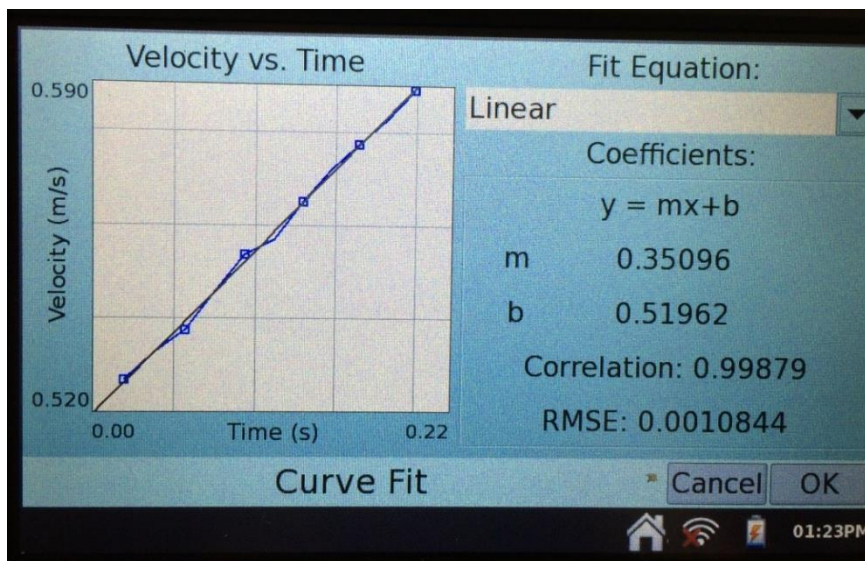 Velocity vs. Time
0.590
Velocity (m/s)
0.520
0.00
Time (s)
0.22
Fit Equation:
Linear
Coefficients:
y = mx+b
m 0.35096
b 0.51962
Correlation: 0.99879
RMSE: 0.0010844
Curve Fit
Cancel
OK
01:23PM